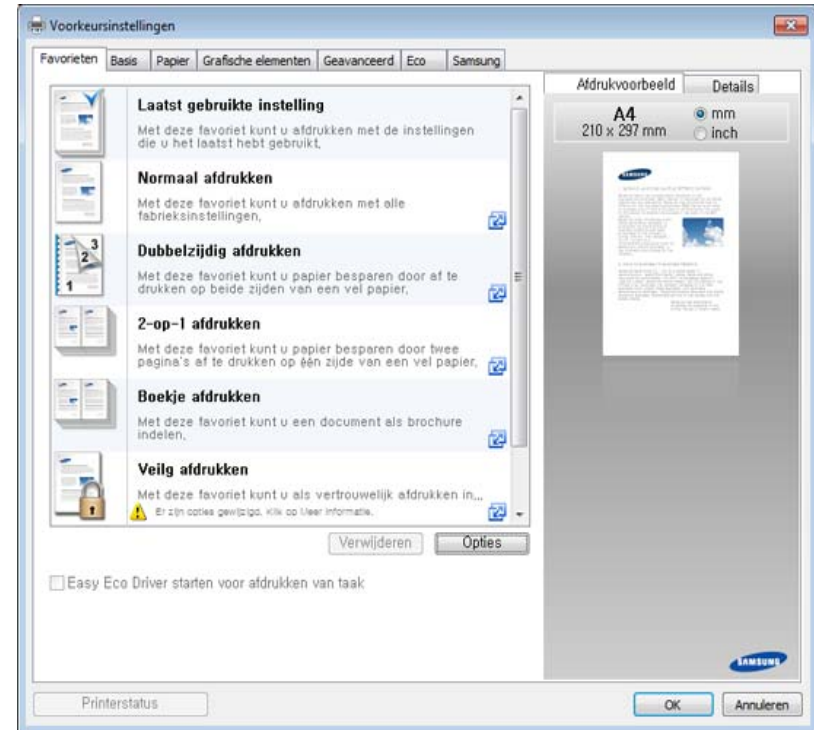 Voorkeursinstellingen
Favorieten Basis Papier Grafische elementen Geavanceerd Eco Samsung
Laatst gebruikte instelling
Met deze favoriet kunt u afdrukken met de instellingen
die u het laatst hebt gebruikt.
Normaal afdrukken
Met deze favoriet kunt u afdrukken met alle
fabrieksinstellingen.
Dubbelzijdig afdrukken
Met deze favoriet kunt u papier besparen door af te
drukken op beide zijden van een vel papier.
2-op-1 afdrukken
Met deze favoriet kunt u papier besparen door twee
pagina's af te drukken op één zijde van een vel papier.
Boekje afdrukken
Met deze favoriet kunt u een document als brochure
indelen.
Veilg afdrukken
Met deze favoriet kunt u als vertrouwelijk afdrukken in...
Er zijn opties gewijzigd. Klik op Meer informatie.
Verwijderen Opties
Easy Eco Driver starten voor afdrukken van taak
Printerstatus
Afdrukvoorbeeld Details
A4
210 x 297 mm
mm
inch
SAMSUNG
SAMSUNG
OK Annuleren